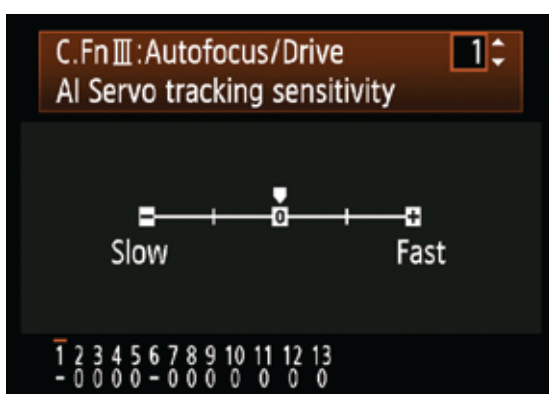 C.Fn III:Autofocus/Drive 1
AI Servo tracking sensitivity
- 0 +
Slow Fast
1 2 3 4 5 6 7 8 9 10 11 12 13
- 0 0 0 0 - 0 0 0 0 0 0 0